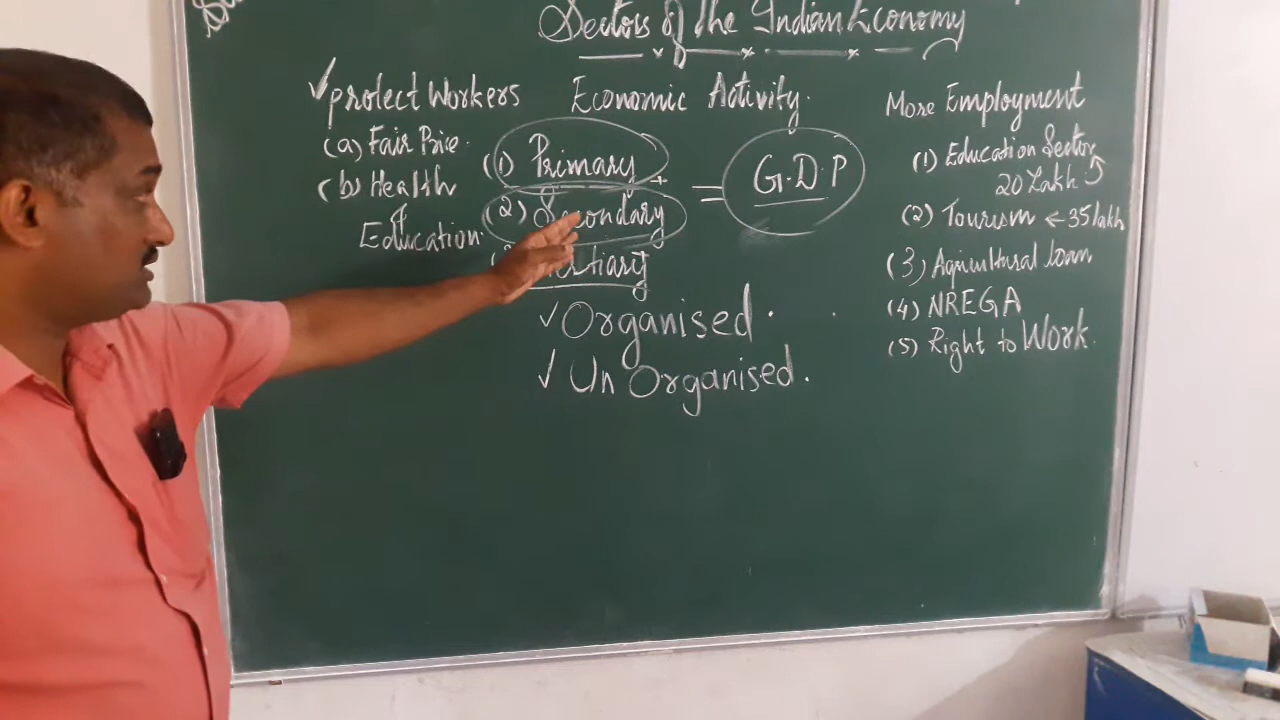 Sectors of The Indian Economy
✓protect Workers
(a) Fair Price.
(b) Health
&
Education.
Economic Activity.
(1) Primary +
(2) Secondary
Tertiary
= G.D.P
✓ Organised.
✓ Un Organised.
More Employment
(1) Education Sector
20 Lakh
(2) Tourism ← 35 lakh
(3) Agricultural loan
(4) NREGA
(5) Right to Work.